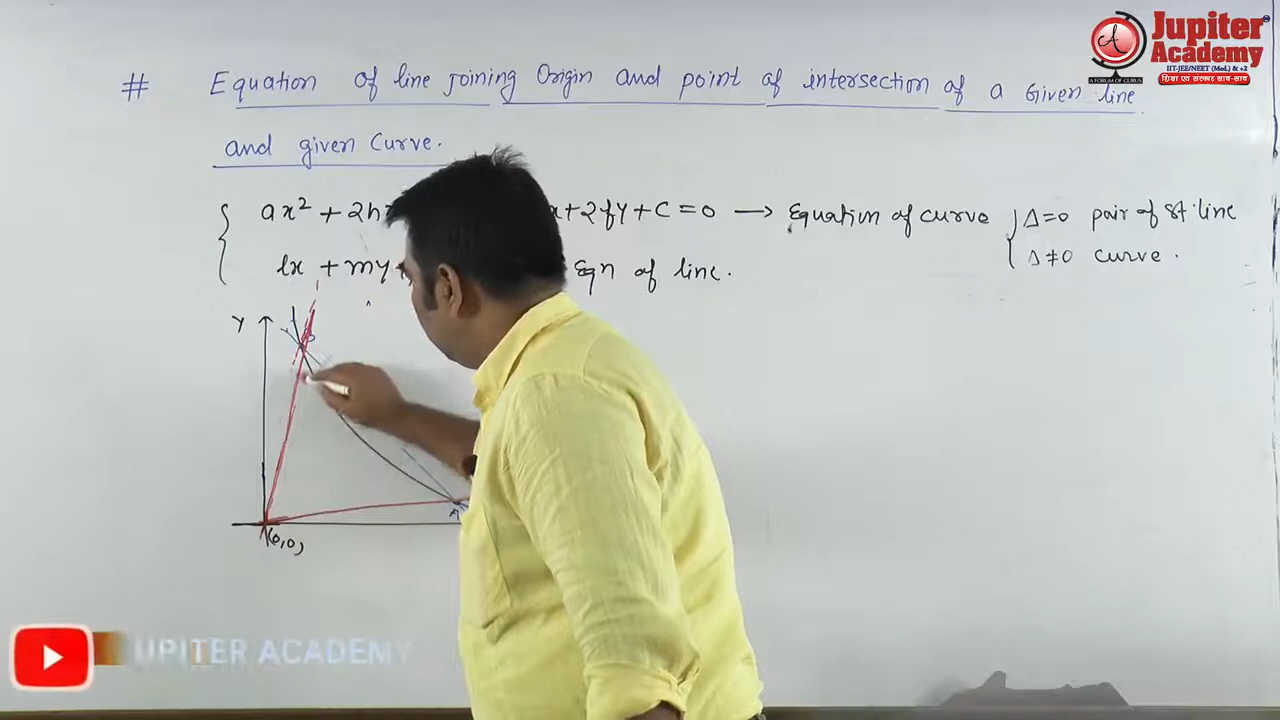 # Equation of line joining Origin and point of intersection of a Given line
and given Curve.
ax² + 2h x+2fy+c=0 → Equation of curve Δ=0 pair of st. line
Δ≠0 curve.
lx + my Eqn of line.
Y
B
A
(0,0)
Jupiter
Academy
A FORUM OF GURUS
IIT-JEE/NEET (Med.) & +2
शिक्षा एवं संस्कार साथ-साथ
UPITER ACADEMY